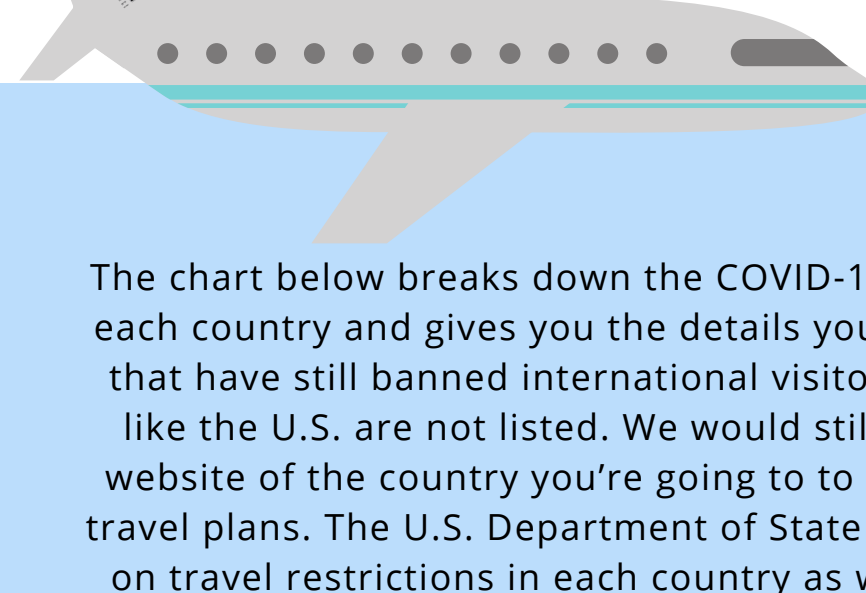 The chart below breaks down the COVID-1
each country and gives you the details you
that have still banned international visito
like the U.S. are not listed. We would stil
website of the country you’re going to to
travel plans. The U.S. Department of State
on travel restrictions in each country as w